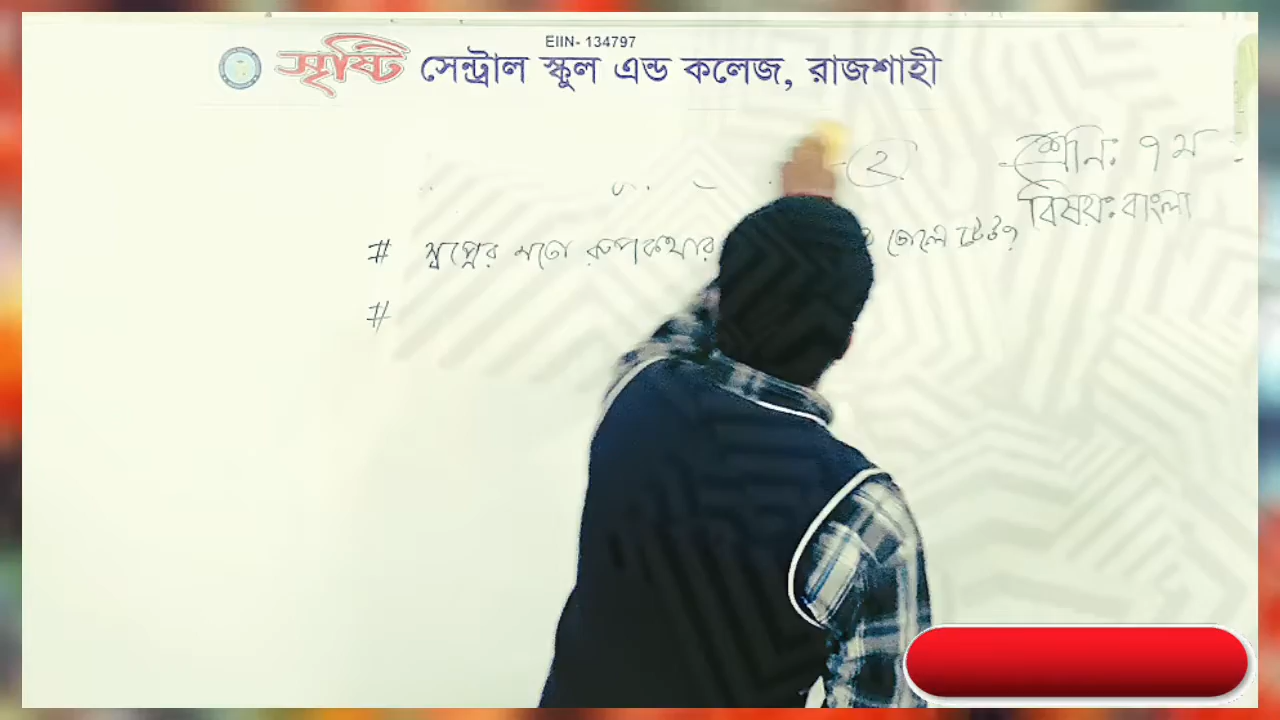 EIIN- 134797
সৃষ্টি সেন্ট্রাল স্কুল এন্ড কলেজ, রাজশাহী
২
শ্রেনি: ৭ম
বিষয়: বাংলা
# স্বপ্নের মতো রুপকথার
#